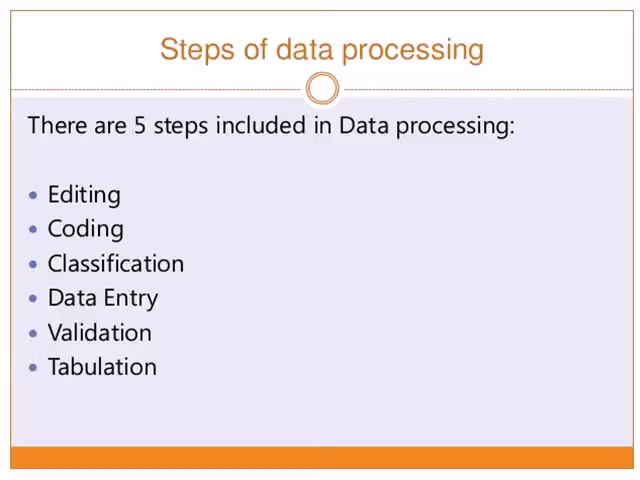 Steps of data processing
There are 5 steps included in Data processing:
• Editing
• Coding
• Classification
• Data Entry
• Validation
• Tabulation